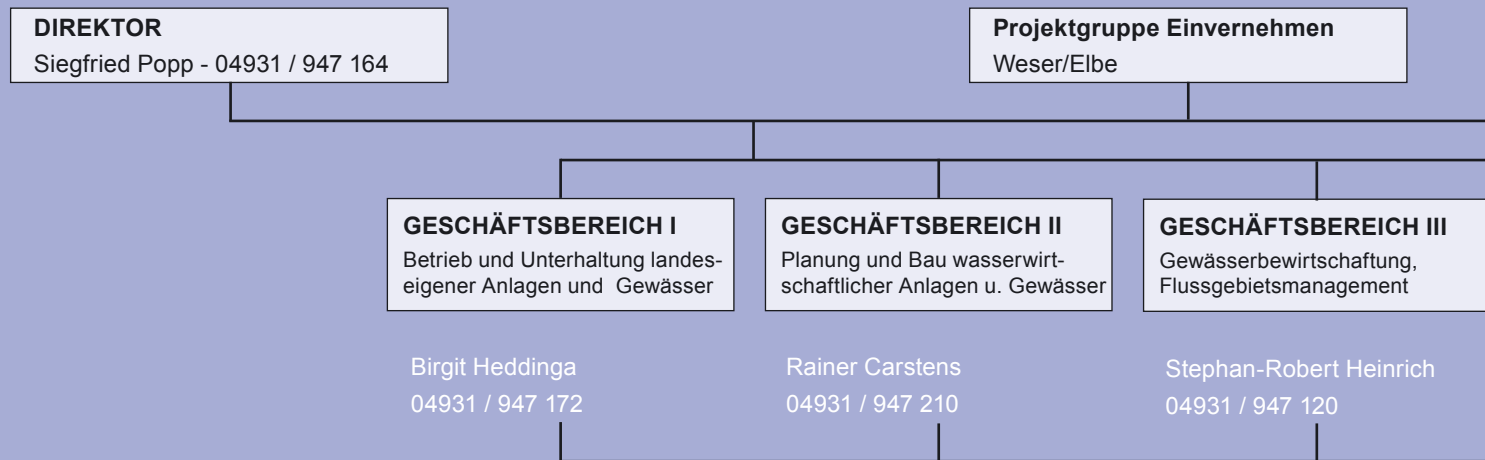 DIREKTOR
Siegfried Popp - 04931 / 947 164
Projektgruppe Einvernehmen
Weser/Elbe
GESCHÄFTSBEREICH I
Betrieb und Unterhaltung landes-
eigener Anlagen und Gewässer
Birgit Heddinga
04931 / 947 172
GESCHÄFTSBEREICH II
Planung und Bau wasserwirt-
schaftlicher Anlagen u. Gewässer
Rainer Carstens
04931 / 947 210
GESCHÄFTSBEREICH III
Gewässerbewirtschaftung,
Flussgebietsmanagement
Stephan-Robert Heinrich
04931 / 947 120